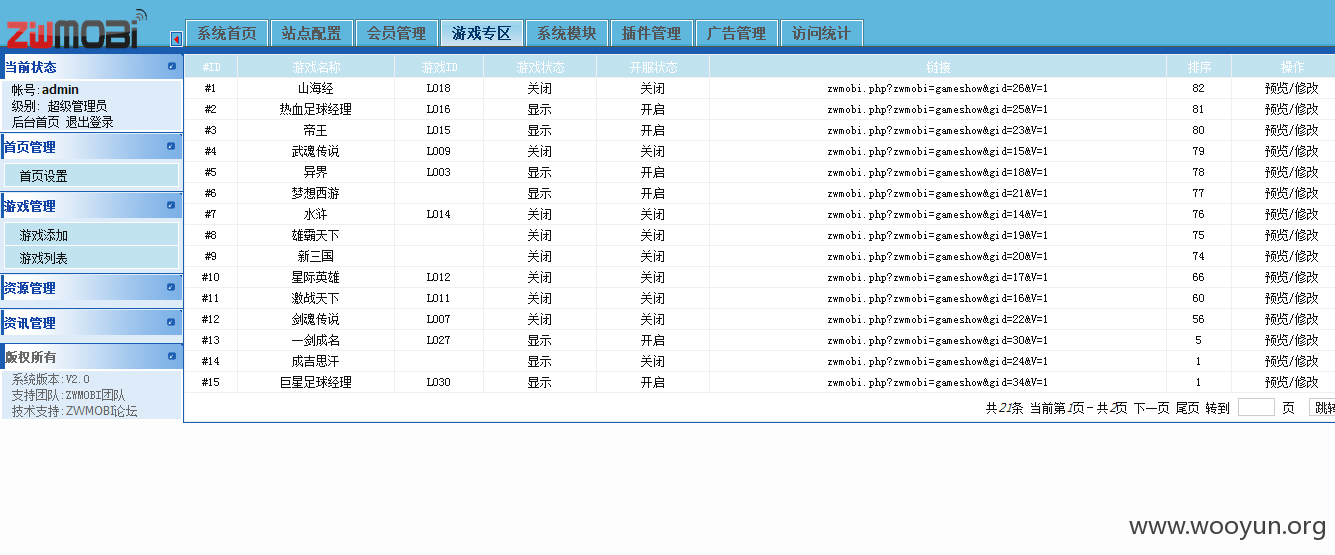 ZWMOBI
系统首页 站点配置 会员管理 游戏专区 系统模块 插件管理 广告管理 访问统计
当前状态
帐号:admin
级别: 超级管理员
后台首页 退出登录
首页管理
首页设置
游戏管理
游戏添加
游戏列表
资源管理
资讯管理
版权所有
系统版本:V2.0
支持团队:ZWMOBI团队
技术支持:ZWMOBI论坛
#ID 游戏名称 游戏ID 游戏状态 开服状态 链接 排序 操作
#1 山海经 L018 关闭 关闭 zwmobi.php?zwmobi=gameshow&gid=26&V=1 82 预览/修改
#2 热血足球经理 L016 显示 开启 zwmobi.php?zwmobi=gameshow&gid=25&V=1 81 预览/修改
#3 帝王 L015 显示 开启 zwmobi.php?zwmobi=gameshow&gid=23&V=1 80 预览/修改
#4 武魂传说 L009 关闭 关闭 zwmobi.php?zwmobi=gameshow&gid=15&V=1 79 预览/修改
#5 异界 L003 显示 开启 zwmobi.php?zwmobi=gameshow&gid=18&V=1 78 预览/修改
#6 梦想西游 显示 开启 zwmobi.php?zwmobi=gameshow&gid=21&V=1 77 预览/修改
#7 水浒 L014 关闭 关闭 zwmobi.php?zwmobi=gameshow&gid=14&V=1 76 预览/修改
#8 雄霸天下 关闭 关闭 zwmobi.php?zwmobi=gameshow&gid=19&V=1 75 预览/修改
#9 新三国 关闭 关闭 zwmobi.php?zwmobi=gameshow&gid=20&V=1 74 预览/修改
#10 星际英雄 L012 关闭 关闭 zwmobi.php?zwmobi=gameshow&gid=17&V=1 66 预览/修改
#11 激战天下 L011 关闭 关闭 zwmobi.php?zwmobi=gameshow&gid=16&V=1 60 预览/修改
#12 剑魂传说 L007 关闭 关闭 zwmobi.php?zwmobi=gameshow&gid=22&V=1 56 预览/修改
#13 一剑成名 L027 显示 开启 zwmobi.php?zwmobi=gameshow&gid=30&V=1 5 预览/修改
#14 成吉思汗 显示 关闭 zwmobi.php?zwmobi=gameshow&gid=24&V=1 1 预览/修改
#15 巨星足球经理 L030 显示 开启 zwmobi.php?zwmobi=gameshow&gid=34&V=1 1 预览/修改
共21条 当前第1页-共2页 下一页 尾页 转到 页 跳转
www.wooyun.org